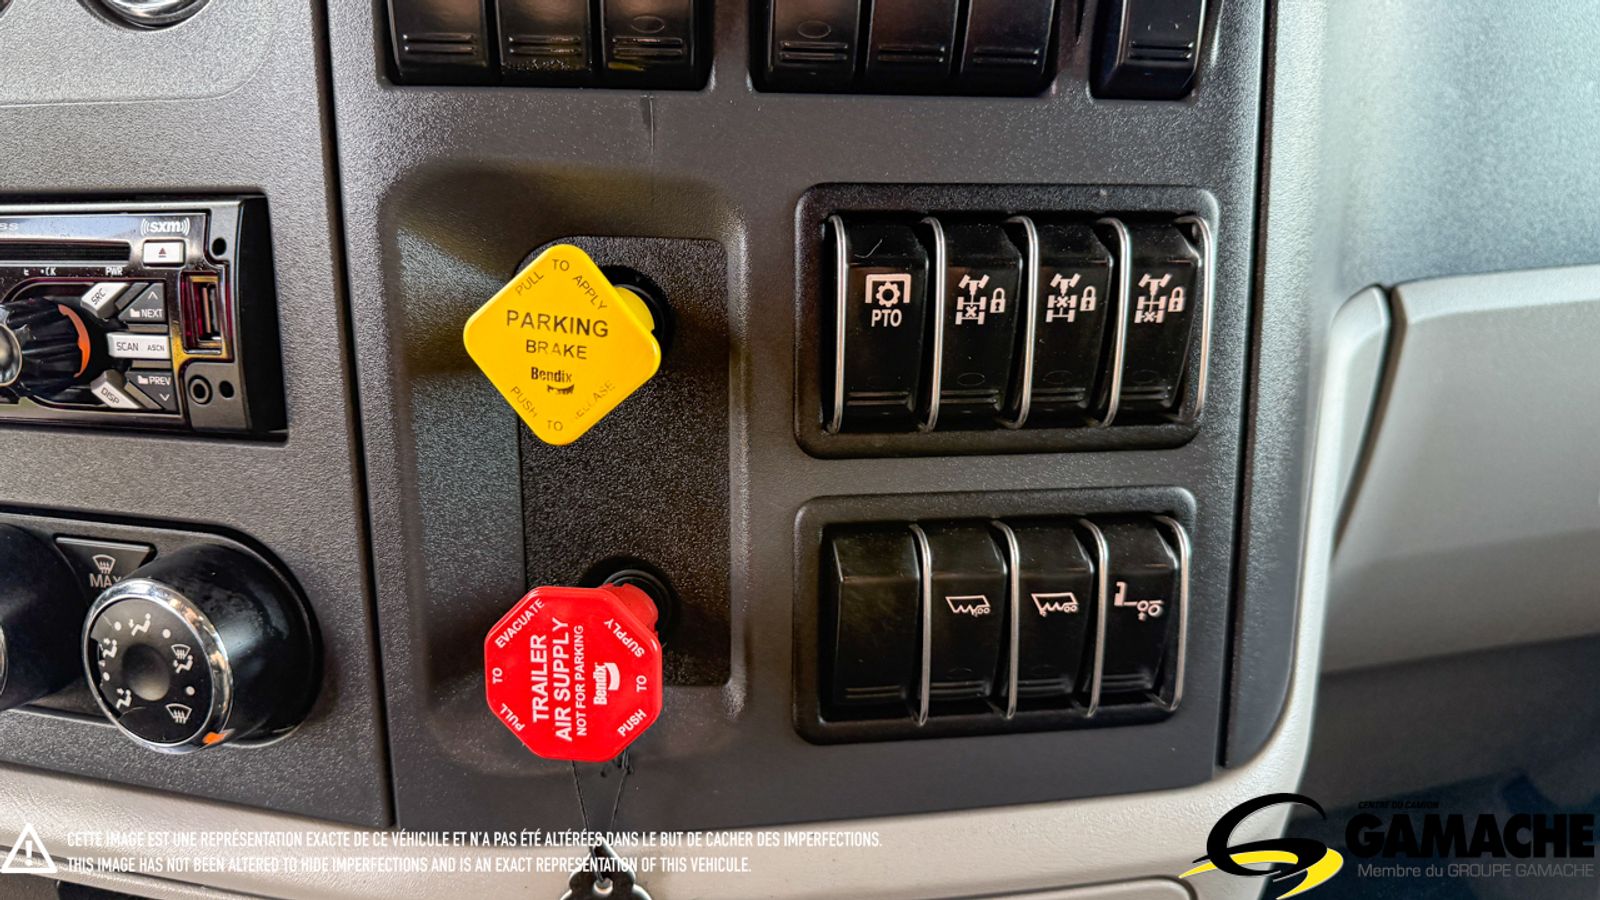 SXM
PWR
SRC
NEXT
SCAN
ASCN
PREV
DISP
MAX
PULL TO APPLY
PARKING
BRAKE
Bendix
PUSH TO RELEASE
PTO
PULL TO EVACUATE
TRAILER
AIR SUPPLY
NOT FOR PARKING
Bendix
PUSH TO SUPPLY
CETTE IMAGE EST UNE REPRÉSENTATION EXACTE DE CE VÉHICULE ET N'A PAS ÉTÉ ALTÉRÉES DANS LE BUT DE CACHER DES IMPERFECTIONS.
THIS IMAGE HAS NOT BEEN ALTERED TO HIDE IMPERFECTIONS AND IS AN EXACT REPRESENTATION OF THIS VEHICULE.
CENTRE DU CAMION
GAMACHE
Membre du GROUPE GAMACHE